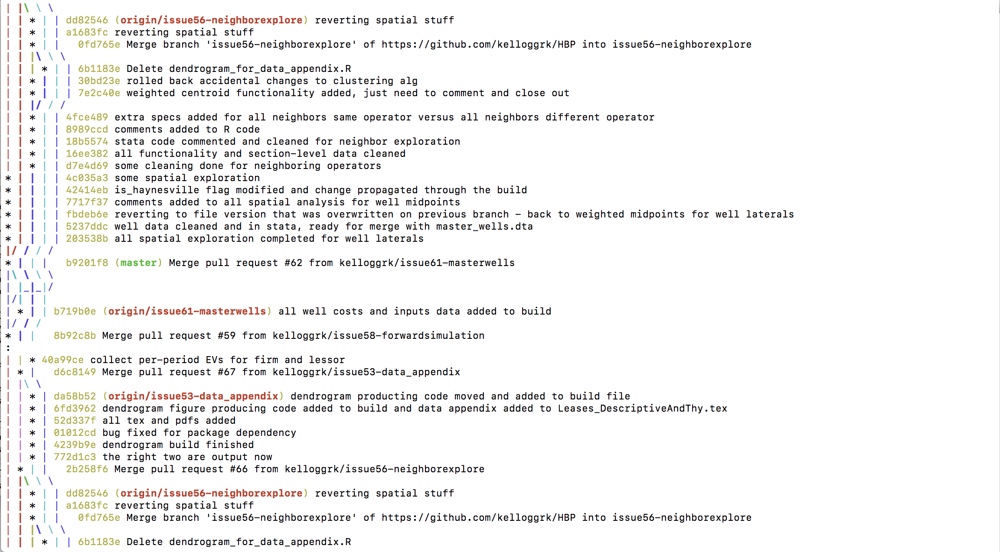 | |\ \ \
| | * | | dd82546 (origin/issue56-neighborexplore) reverting spatial stuff
| | * | | a1683fc reverting spatial stuff
| | * | |   0fd765e Merge branch 'issue56-neighborexplore' of https://github.com/kelloggrk/HBP into issue56-neighborexplore
| | |\ \ \
| | | * | | 6b1183e Delete dendrogram_for_data_appendix.R
| | * | | | 30bd23e rolled back accidental changes to clustering alg
| | * | | | 7e2c40e weighted centroid functionality added, just need to comment and close out
| | |/ / /
| | * | | 4fce489 extra specs added for all neighbors same operator versus all neighbors different operator
| | * | | 8989ccd comments added to R code
| | * | | 18b5574 stata code commented and cleaned for neighbor exploration
| | * | | 16ee382 all functionality and section-level data cleaned
| | * | | d7e4d69 some cleaning done for neighboring operators
* | | | | 4c035a3 some spatial exploration
* | | | | 42414eb is_haynesville flag modified and change propagated through the build
* | | | | 7717f37 comments added to all spatial analysis for well midpoints
* | | | | fbdeb6e reverting to file version that was overwritten on previous branch - back to weighted midpoints for well laterals
* | | | | 5237ddc well data cleaned and in stata, ready for merge with master_wells.dta
* | | | | 203538b all spatial exploration completed for well laterals
|/ / / /
* | | |   b9201f8 (master) Merge pull request #62 from kelloggrk/issue61-masterwells
|\ \ \ \
| |_|_|/
|/| | |
| * | | b719b0e (origin/issue61-masterwells) all well costs and inputs data added to build
|/ / /
* | |   8b92c8b Merge pull request #59 from kelloggrk/issue58-forwardsimulation
:
| | * 40a99ce collect per-period EVs for firm and lessor
| * |   d6c8149 Merge pull request #67 from kelloggrk/issue53-data_appendix
| |\ \
| | * | da58b52 (origin/issue53-data_appendix) dendrogram producting code moved and added to build file
| | * | 6fd3962 dendrogram figure producing code added to build and data appendix added to Leases_DescriptiveAndThy.tex
| | * | 52d337f all tex and pdfs added
| | * | 01012cd bug fixed for package dependency
| | * | 4239b9e dendrogram build finished
| | * | 772d1c3 the right two are output now
| * | |   2b258f6 Merge pull request #66 from kelloggrk/issue56-neighborexplore
| |\ \ \
| | * | | dd82546 (origin/issue56-neighborexplore) reverting spatial stuff
| | * | | a1683fc reverting spatial stuff
| | * | |   0fd765e Merge branch 'issue56-neighborexplore' of https://github.com/kelloggrk/HBP into issue56-neighborexplore
| | |\ \ \
| | | * | | 6b1183e Delete dendrogram_for_data_appendix.R